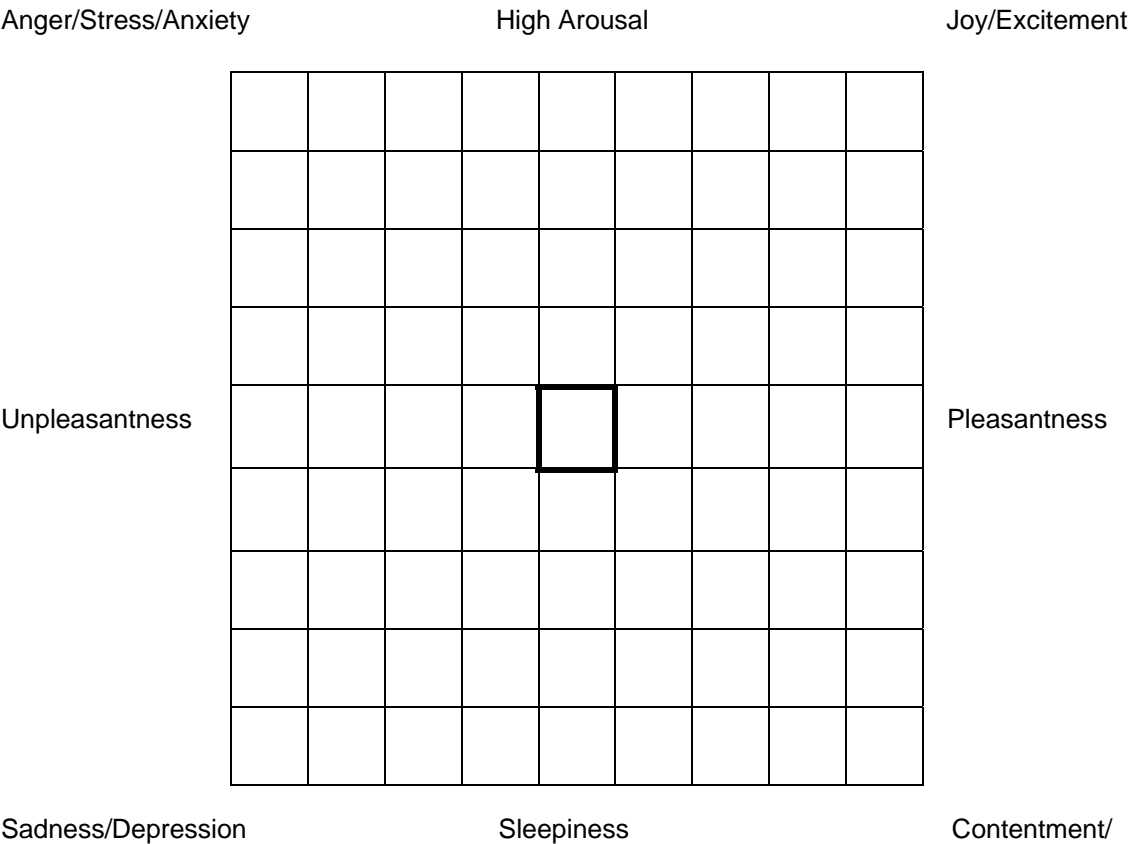 Anger/Stress/Anxiety High Arousal Joy/Excitement
Unpleasantness Pleasantness
Sadness/Depression Sleepiness Contentment/